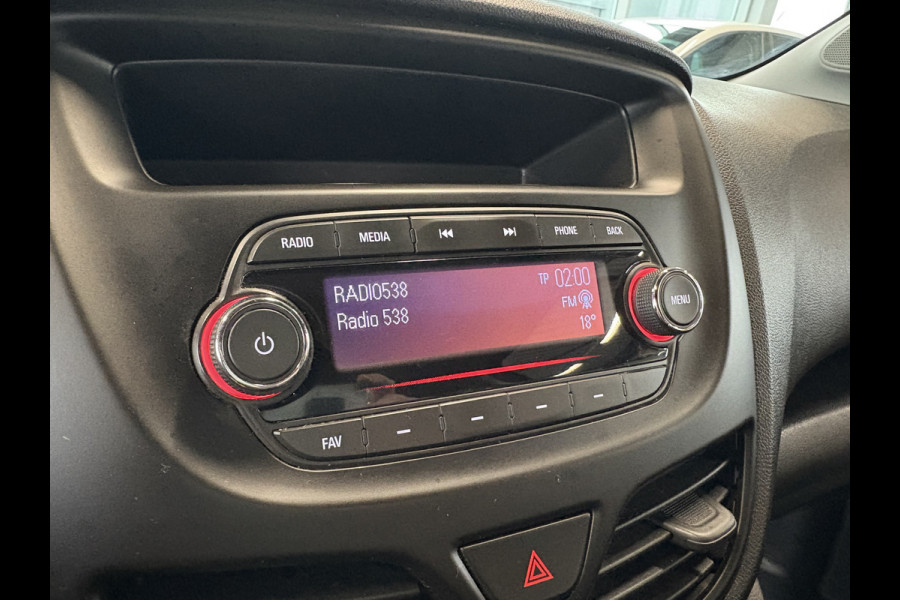 RADIO MEDIA PHONE BACK
RADIO538 TP 02:00
Radio 538 FM
18°
MENU
FAV